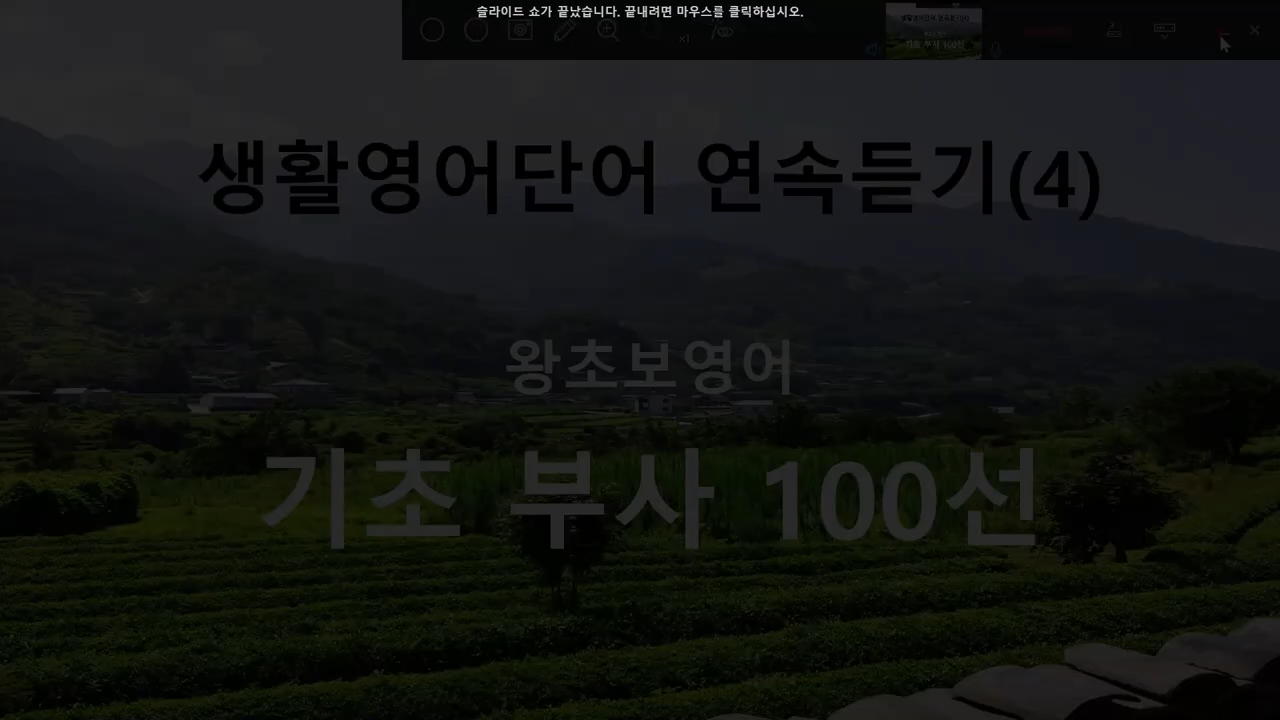 슬라이드 쇼가 끝났습니다. 끝내려면 마우스를 클릭하십시오.
x1
생활영어단어 연속듣기(4)
왕초보영어
기초 부사 100선